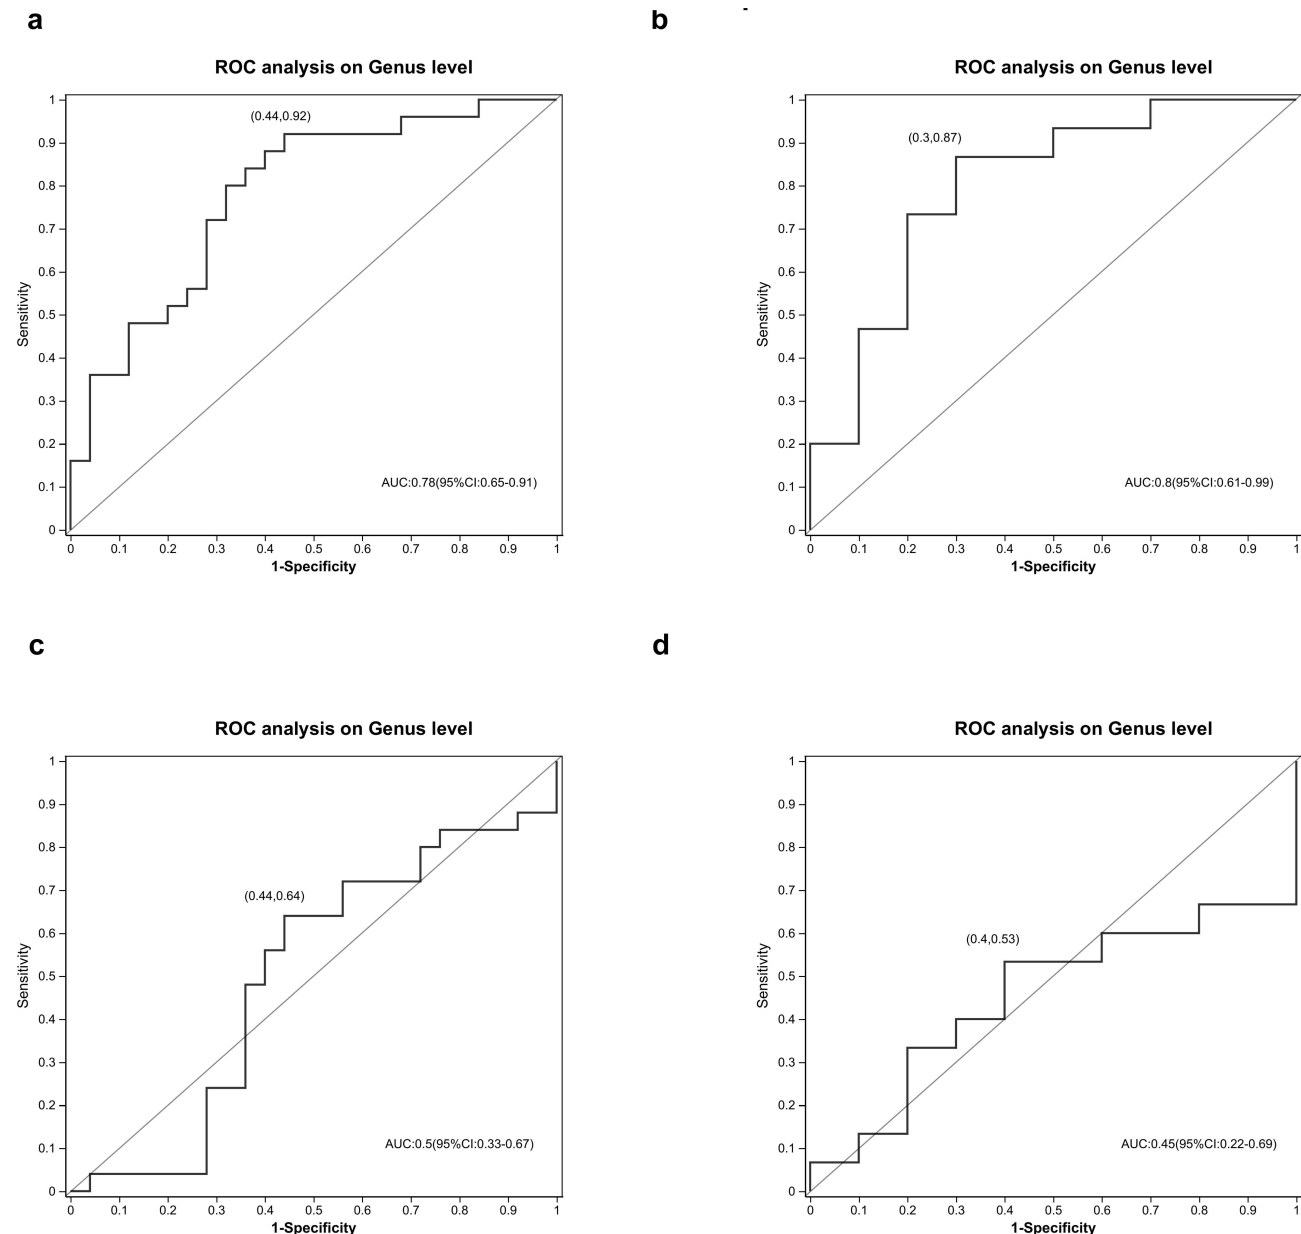 a
ROC analysis on Genus level
1
0.9
0.8
0.7
0.6
0.5
0.4
0.3
0.2
0.1
0
Sensitivity
(0.44,0.92)
AUC:0.78(95%CI:0.65-0.91)
0 0.1 0.2 0.3 0.4 0.5 0.6 0.7 0.8 0.9 1
1-Specificity
b
ROC analysis on Genus level
1
0.9
0.8
0.7
0.6
0.5
0.4
0.3
0.2
0.1
0
Sensitivity
(0.3,0.87)
AUC:0.8(95%CI:0.61-0.99)
0 0.1 0.2 0.3 0.4 0.5 0.6 0.7 0.8 0.9 1
1-Specificity
c
ROC analysis on Genus level
1
0.9
0.8
0.7
0.6
0.5
0.4
0.3
0.2
0.1
0
Sensitivity
(0.44,0.64)
AUC:0.5(95%CI:0.33-0.67)
0 0.1 0.2 0.3 0.4 0.5 0.6 0.7 0.8 0.9 1
1-Specificity
d
ROC analysis on Genus level
1
0.9
0.8
0.7
0.6
0.5
0.4
0.3
0.2
0.1
0
Sensitivity
(0.4,0.53)
AUC:0.45(95%CI:0.22-0.69)
0 0.1 0.2 0.3 0.4 0.5 0.6 0.7 0.8 0.9 1
1-Specificity